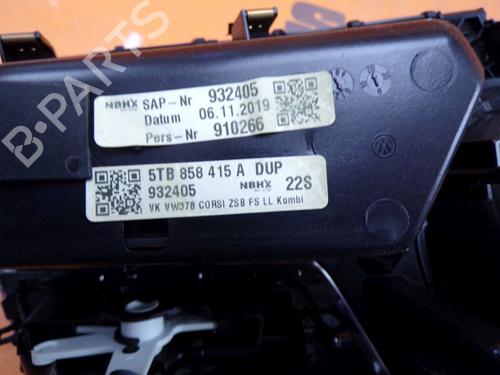 NBHX SAP-Nr 932405
Datum 06.11.2019
Pers-Nr 910266
5TB 858 415 A DUP
932405 NBHX 22S
VK VW378 CORSI ZSB FS LL Kombi